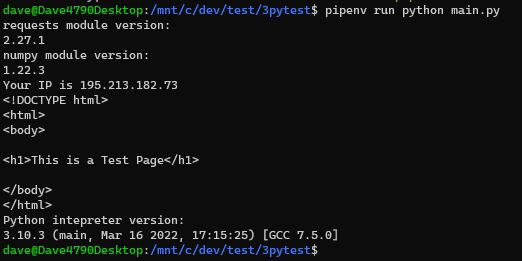 dave@Dave4790Desktop:/mnt/c/dev/test/3pytest$ pipenv run python main.py
requests module version:
2.27.1
numpy module version:
1.22.3
Your IP is 195.213.182.73
<!DOCTYPE html>
<html>
<body>
<h1>This is a Test Page</h1>
</body>
</html>
Python intepreter version:
3.10.3 (main, Mar 16 2022, 17:15:25) [GCC 7.5.0]
dave@Dave4790Desktop:/mnt/c/dev/test/3pytest$